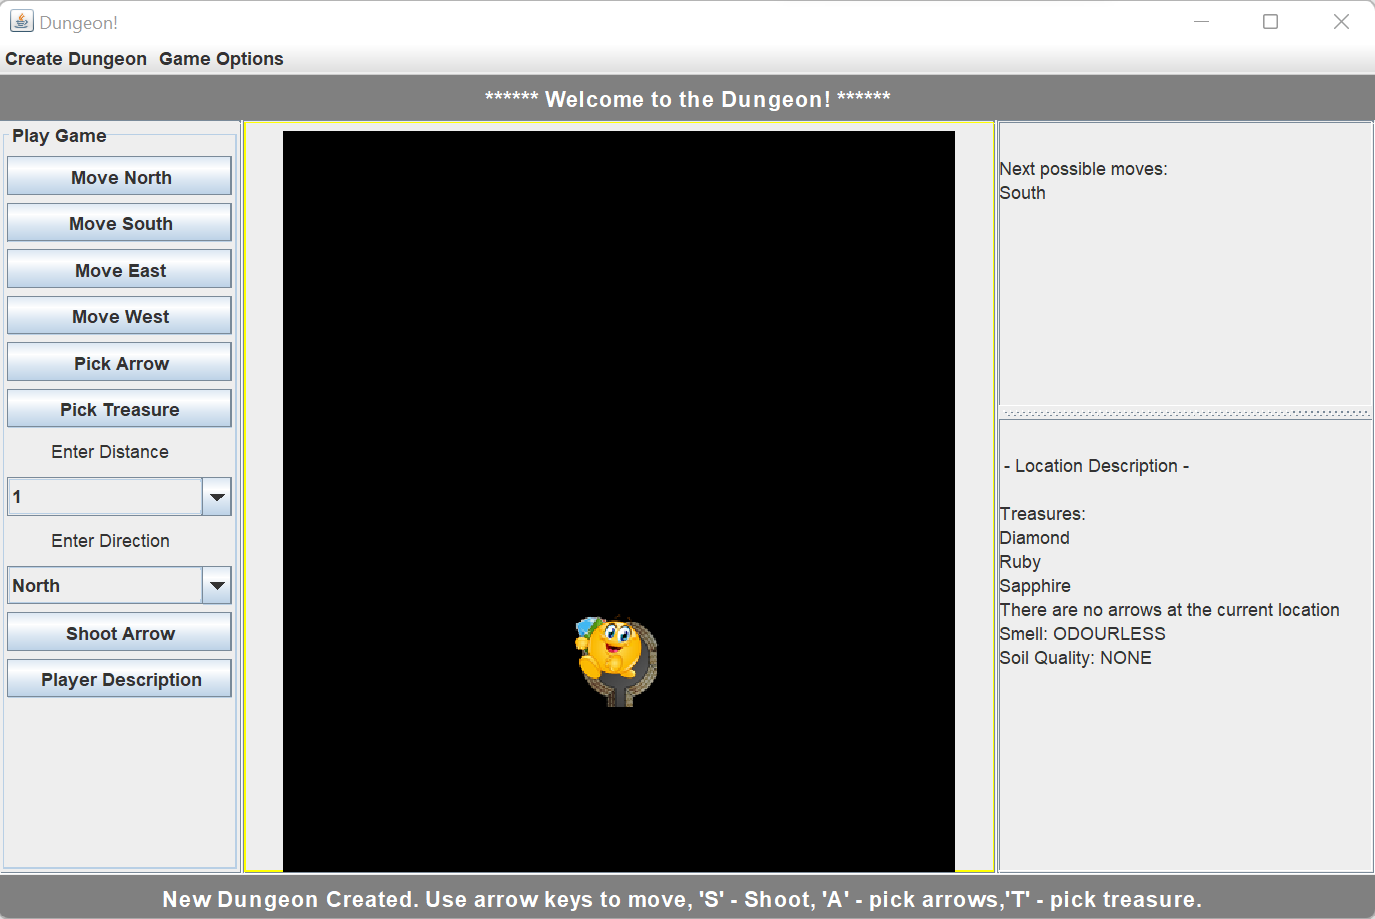 Dungeon!
Create Dungeon Game Options
****** Welcome to the Dungeon! ******
Play Game
Move North
Move South
Move East
Move West
Pick Arrow
Pick Treasure
Enter Distance
1
Enter Direction
North
Shoot Arrow
Player Description
Next possible moves:
South
- Location Description -
Treasures:
Diamond
Ruby
Sapphire
There are no arrows at the current location
Smell: ODOURLESS
Soil Quality: NONE
New Dungeon Created. Use arrow keys to move, 'S' - Shoot, 'A' - pick arrows,'T' - pick treasure.